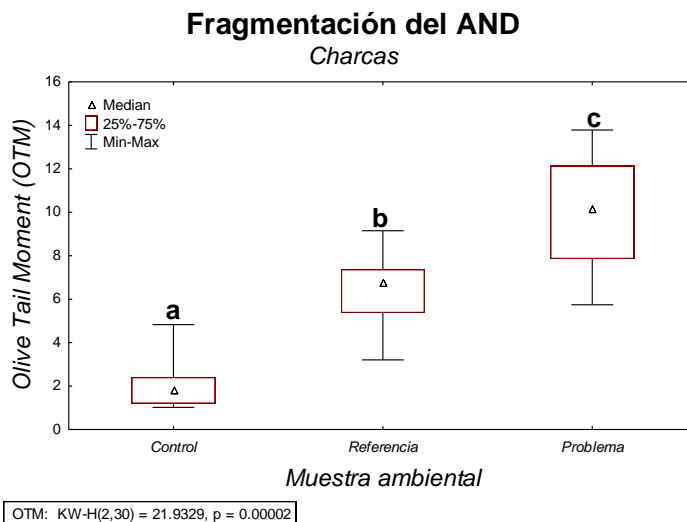 Fragmentación del AND
Charcas
Olive Tail Moment (OTM)
16
14
12
10
8
6
4
2
0
Median
25%-75%
Min-Max
a
b
c
Control
Referencia
Problema
Muestra ambiental
OTM: KW-H(2,30) = 21.9329, p = 0.00002